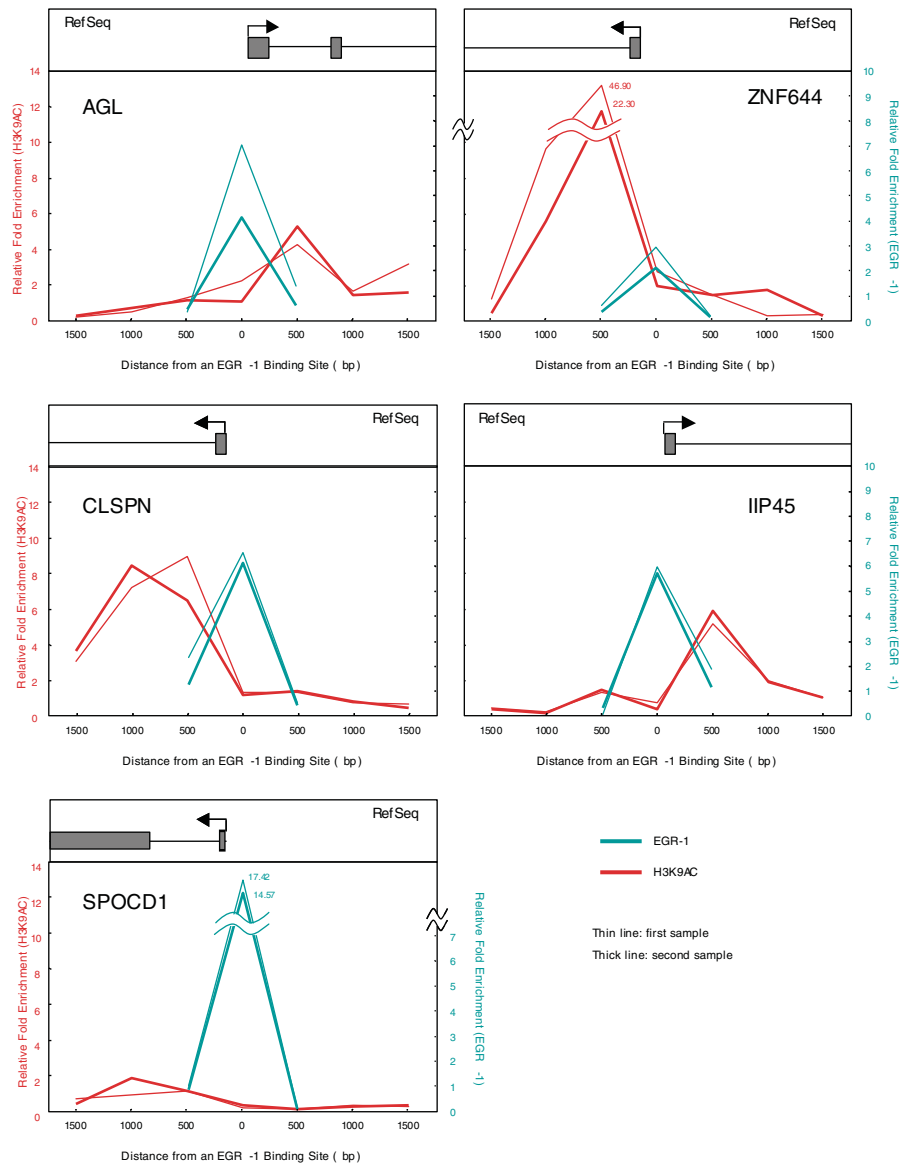 RefSeq
RefSeq
AGL
ZNF644
46.90
22.30
Relative Fold Enrichment (H3K9AC)
14
12
10
8
6
4
2
0
10
9
8
7
6
5
4
3
2
1
0
Relative Fold Enrichment (EGR -1)
1500 1000 500 0 500 1000 1500
1500 1000 500 0 500 1000 1500
Distance from an EGR -1 Binding Site ( bp)
Distance from an EGR -1 Binding Site ( bp)
RefSeq
RefSeq
CLSPN
IIP45
Relative Fold Enrichment (H3K9AC)
14
12
10
8
6
4
2
0
10
9
8
7
6
5
4
3
2
1
0
Relative Fold Enrichment (EGR -1)
1500 1000 500 0 500 1000 1500
1500 1000 500 0 500 1000 1500
Distance from an EGR -1 Binding Site ( bp)
Distance from an EGR -1 Binding Site ( bp)
RefSeq
SPOCD1
17.42
14.57
Relative Fold Enrichment (H3K9AC)
14
12
10
8
6
4
2
0
7
6
5
4
3
2
1
0
Relative Fold Enrichment (EGR -1)
1500 1000 500 0 500 1000 1500
Distance from an EGR -1 Binding Site ( bp)
EGR-1
H3K9AC
Thin line: first sample
Thick line: second sample